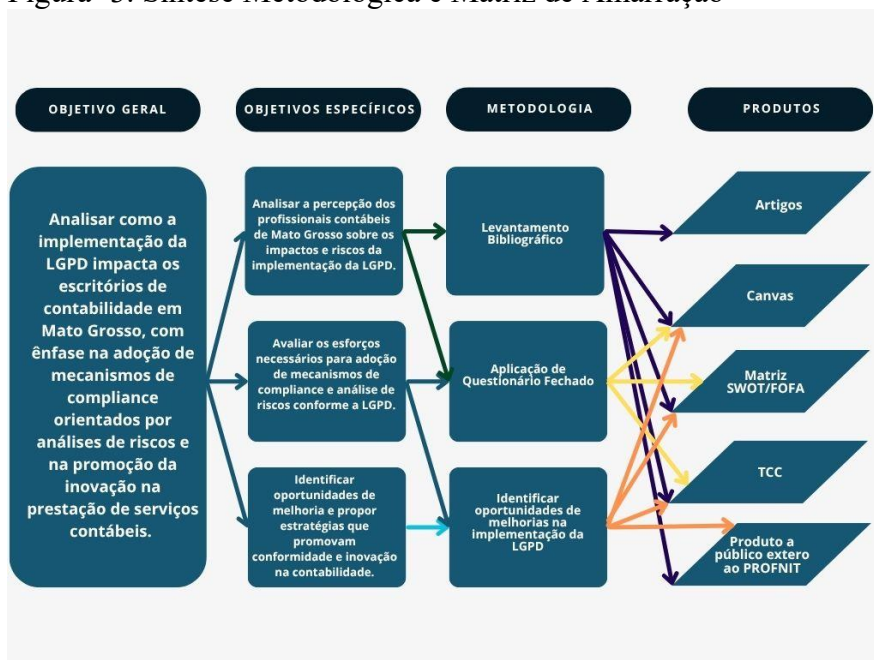 Figura 3: Síntese Metodológica e Matriz de Amarração
OBJETIVO GERAL
OBJETIVOS ESPECÍFICOS
METODOLOGIA
PRODUTOS
Analisar como a
implementação da
LGPD impacta os
escritórios de
contabilidade em
Mato Grosso, com
ênfase na adoção de
mecanismos de
compliance
orientados por
análises de riscos e
na promoção da
inovação na
prestação de serviços
contábeis.
Analisar a percepção dos
profissionais contábeis
de Mato Grosso sobre os
impactos e riscos da
implementação da LGPD.
Avaliar os esforços
necessários para adoção
de mecanismos de
compliance e análise de
riscos conforme a LGPD.
Identificar
oportunidades de
melhoria e propor
estratégias que
promovam
conformidade e inovação
na contabilidade.
Levantamento
Bibliográfico
Aplicação de
Questionário Fechado
Identificar
oportunidades de
melhorias na
implementação da
LGPD
Artigos
Canvas
Matriz
SWOT/FOFA
TCC
Produto a
público extero
ao PROFNIT